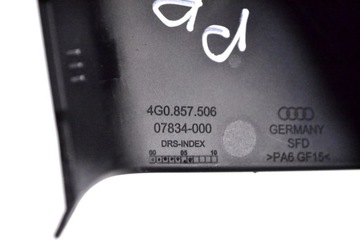 4G0.857.506
07834-000
DRS-INDEX
00 05 10
GERMANY
SFD
>PA6 GF15<